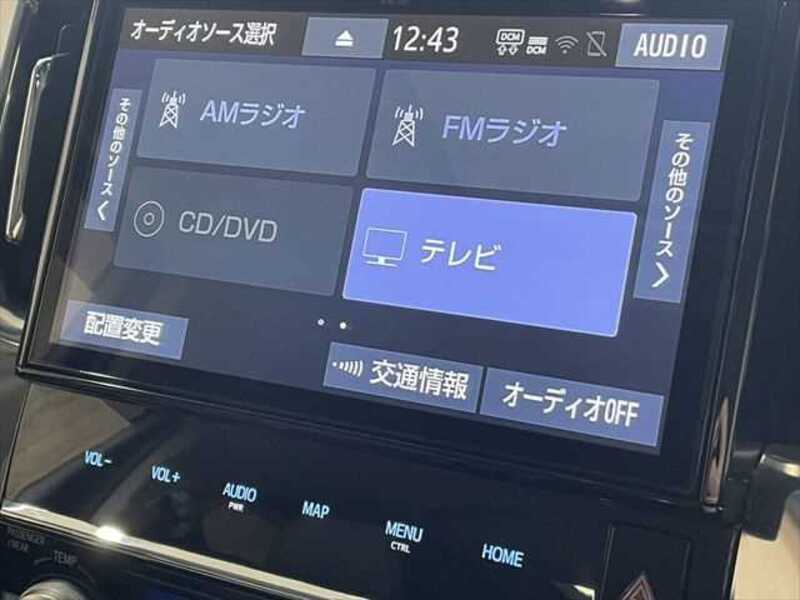 オーディオソース選択
12:43
DCM
DCM
AUDIO
その他のソース
AMラジオ
FMラジオ
その他のソース
CD/DVD
テレビ
配置変更
交通情報
オーディオOFF
VOL-
VOL+
AUDIO
PWR
MAP
MENU
CTRL
HOME
PASSENGER
TEMP